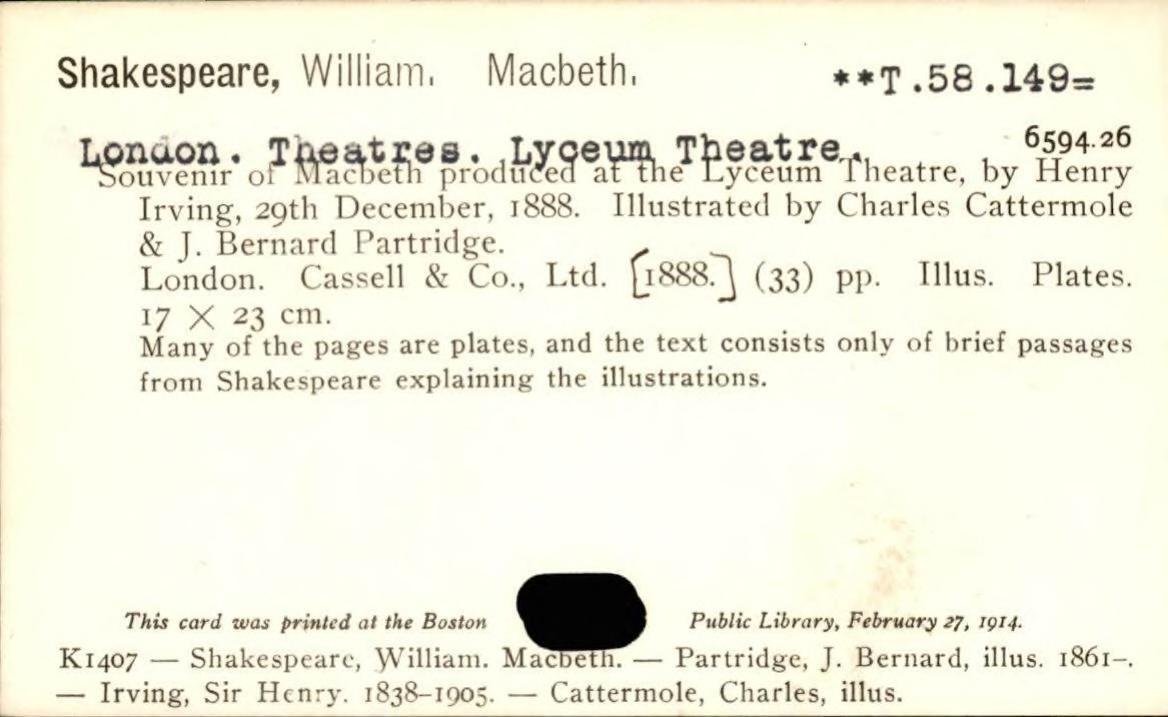 Shakespeare, William. Macbeth. **T.58.149=
London. Theatres. Lyceum Theatre. 6594.26
Souvenir of Macbeth produced at the Lyceum Theatre, by Henry
Irving, 29th December, 1888. Illustrated by Charles Cattermole
& J. Bernard Partridge.
London. Cassell & Co., Ltd. [1888.] (33) pp. Illus. Plates.
17 × 23 cm.
Many of the pages are plates, and the text consists only of brief passages
from Shakespeare explaining the illustrations.
This card was printed at the Boston Public Library, February 27, 1914.
K1407 — Shakespeare, William. Macbeth. — Partridge, J. Bernard, illus. 1861–.
— Irving, Sir Henry. 1838–1905. — Cattermole, Charles, illus.